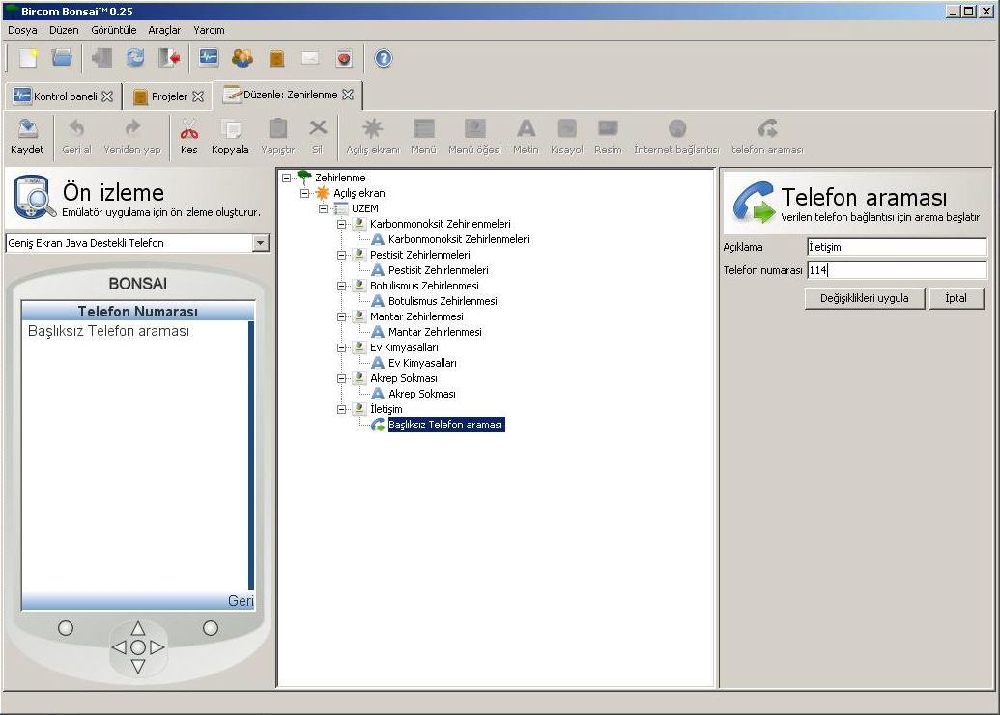 Bircom Bonsai™ 0.25
Dosya Düzen Görüntüle Araçlar Yardım
Kontrol paneli Projeler Düzenle: Zehirlenme
Kaydet Geri al Yeniden yap Kes Kopyala Yapıştır Sil Açılış ekranı Menü Menü öğesi Metin Kısayol Resim İnternet bağlantısı telefon araması
Ön izleme
Emülatör uygulama için ön izleme oluşturur.
Geniş Ekran Java Destekli Telefon
BONSAI
Telefon Numarası
Başlıksız Telefon araması
Geri
Zehirlenme
Açılış ekranı
UZEM
Karbonmonoksit Zehirlenmeleri
Karbonmonoksit Zehirlenmeleri
Pestisit Zehirlenmeleri
Pestisit Zehirlenmeleri
Botulismus Zehirlenmesi
Botulismus Zehirlenmesi
Mantar Zehirlenmesi
Mantar Zehirlenmesi
Ev Kimyasalları
Ev Kimyasalları
Akrep Sokması
Akrep Sokması
İletişim
Başlıksız Telefon araması
Telefon araması
Verilen telefon bağlantısı için arama başlatır
Açıklama İletişim
Telefon numarası 114
Değişiklikleri uygula İptal